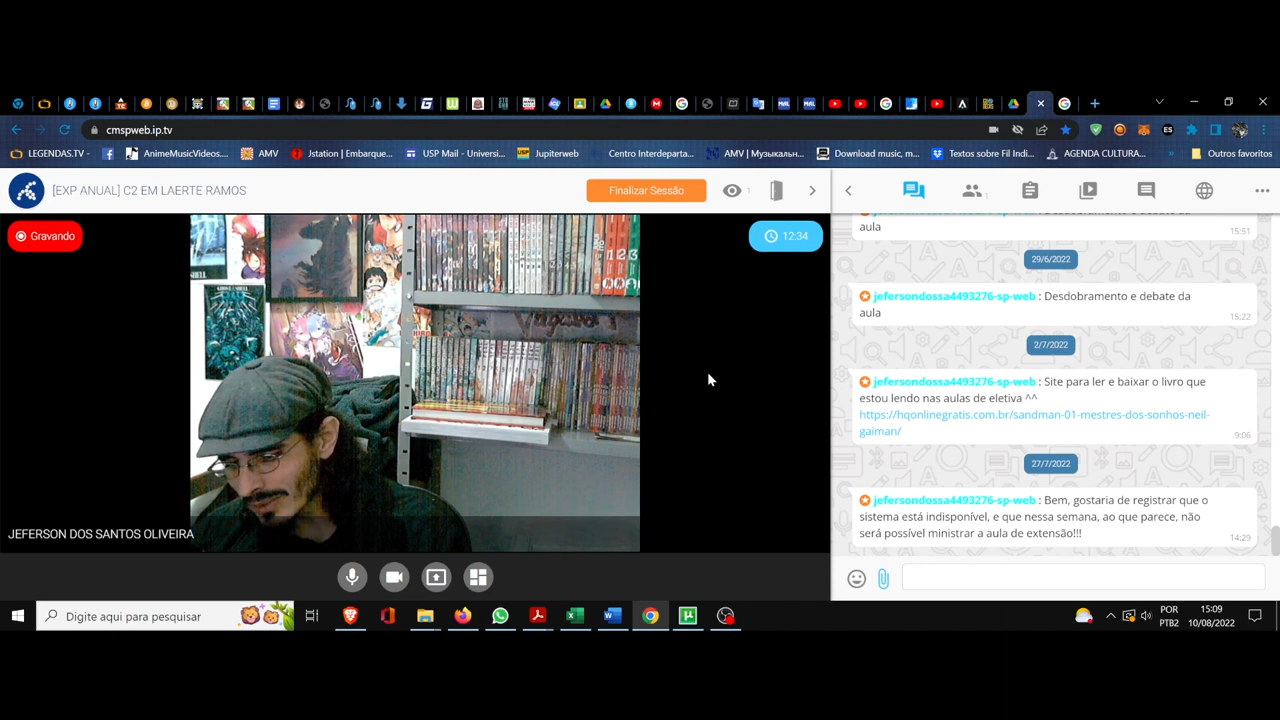 cmspweb.ip.tv
LEGENDAS.TV -
AnimeMusicVideos....
AMV
Jstation | Embarque...
USP Mail - Universi...
Jupiterweb
Centro Interdeparta...
AMV | Музыкальн...
Download music, m...
Textos sobre Fil Indi...
AGENDA CULTURA...
»
Outros favoritos
[EXP ANUAL] C2 EM LAERTE RAMOS
Finalizar Sessão
1
1
Gravando
12:34
JEFERSON DOS SANTOS OLIVEIRA
aula
15:51
29/6/2022
jefersondossa4493276-sp-web : Desdobramento e debate da
aula
15:22
2/7/2022
jefersondossa4493276-sp-web : Site para ler e baixar o livro que
estou lendo nas aulas de eletiva ^^
https://hqonlinegratis.com.br/sandman-01-mestres-dos-sonhos-neil-
gaiman/
9:06
27/7/2022
jefersondossa4493276-sp-web : Bem, gostaria de registrar que o
sistema está indisponível, e que nessa semana, ao que parece, não
será possível ministrar a aula de extensão!!!
14:29
Digite aqui para pesquisar
POR
PTB2
15:09
10/08/2022